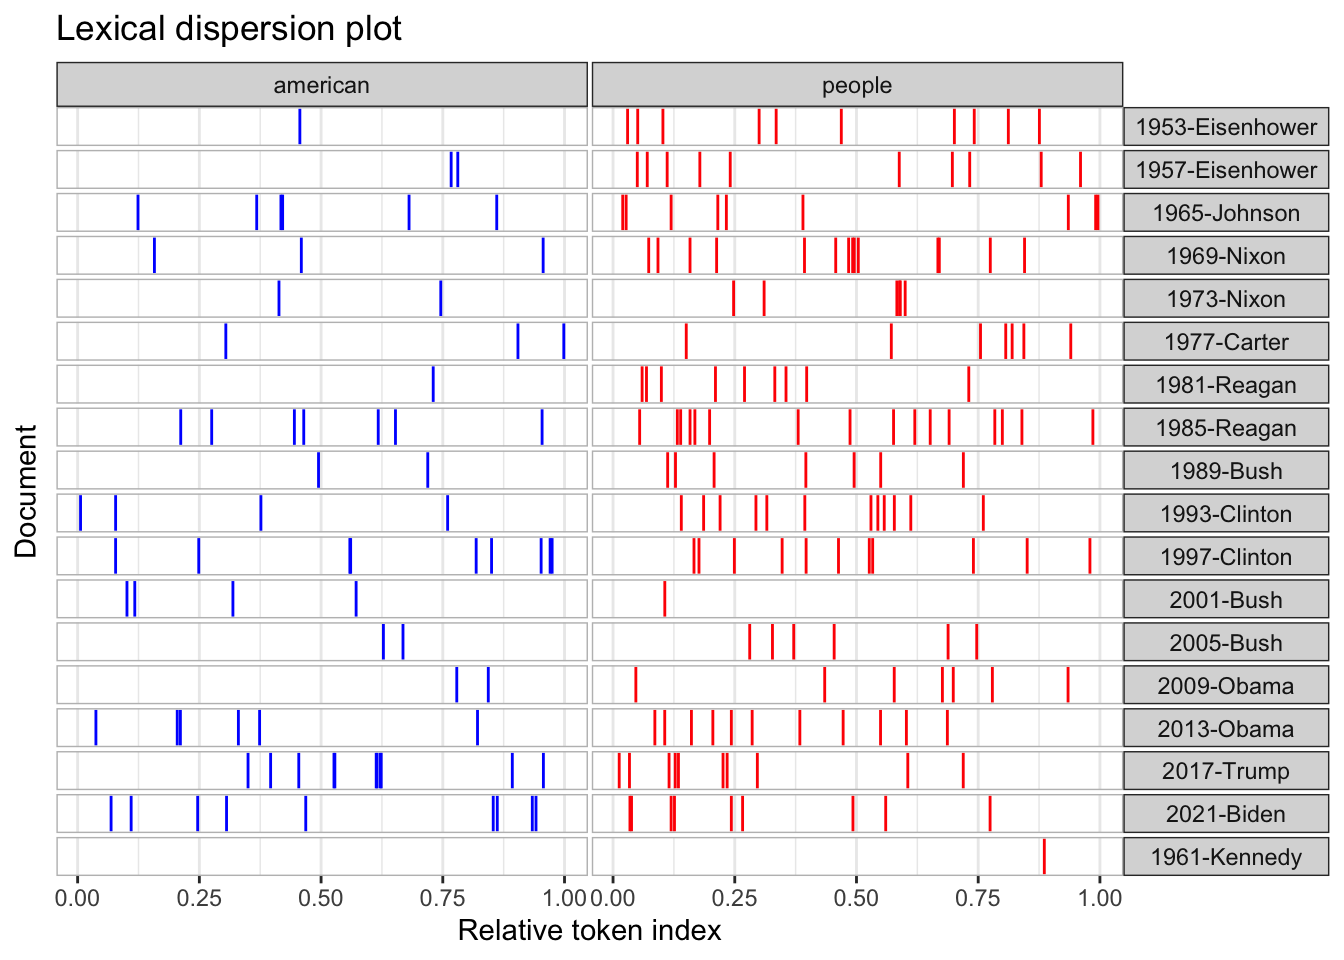 Lexical dispersion plot
american people
1953-Eisenhower
1957-Eisenhower
1965-Johnson
1969-Nixon
1973-Nixon
1977-Carter
1981-Reagan
1985-Reagan
1989-Bush
1993-Clinton
1997-Clinton
2001-Bush
2005-Bush
2009-Obama
2013-Obama
2017-Trump
2021-Biden
1961-Kennedy
Document
0.00 0.25 0.50 0.75 1.00 0.00 0.25 0.50 0.75 1.00
Relative token index